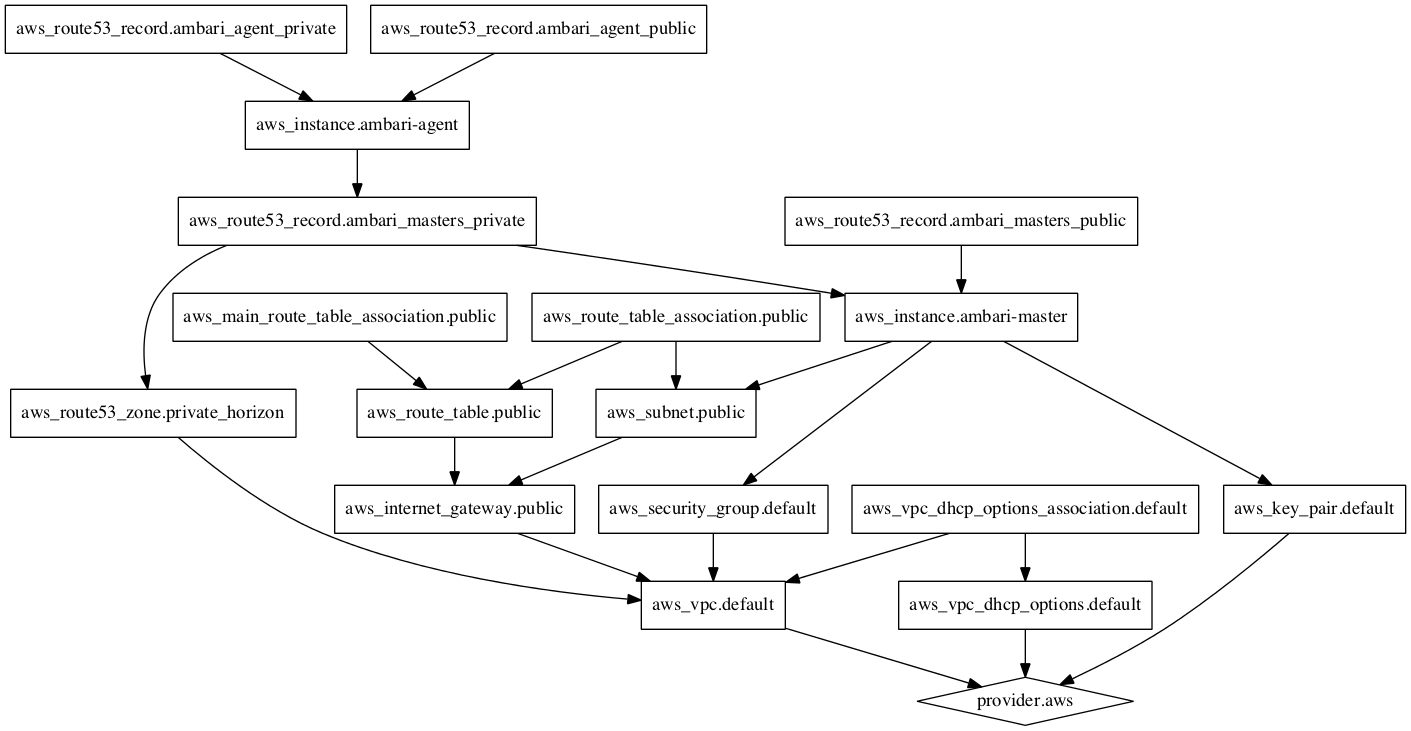 aws_route53_record.ambari_agent_private
aws_route53_record.ambari_agent_public
aws_instance.ambari-agent
aws_route53_record.ambari_masters_private
aws_route53_record.ambari_masters_public
aws_main_route_table_association.public
aws_route_table_association.public
aws_instance.ambari-master
aws_route53_zone.private_horizon
aws_route_table.public
aws_subnet.public
aws_internet_gateway.public
aws_security_group.default
aws_vpc_dhcp_options_association.default
aws_key_pair.default
aws_vpc.default
aws_vpc_dhcp_options.default
provider.aws